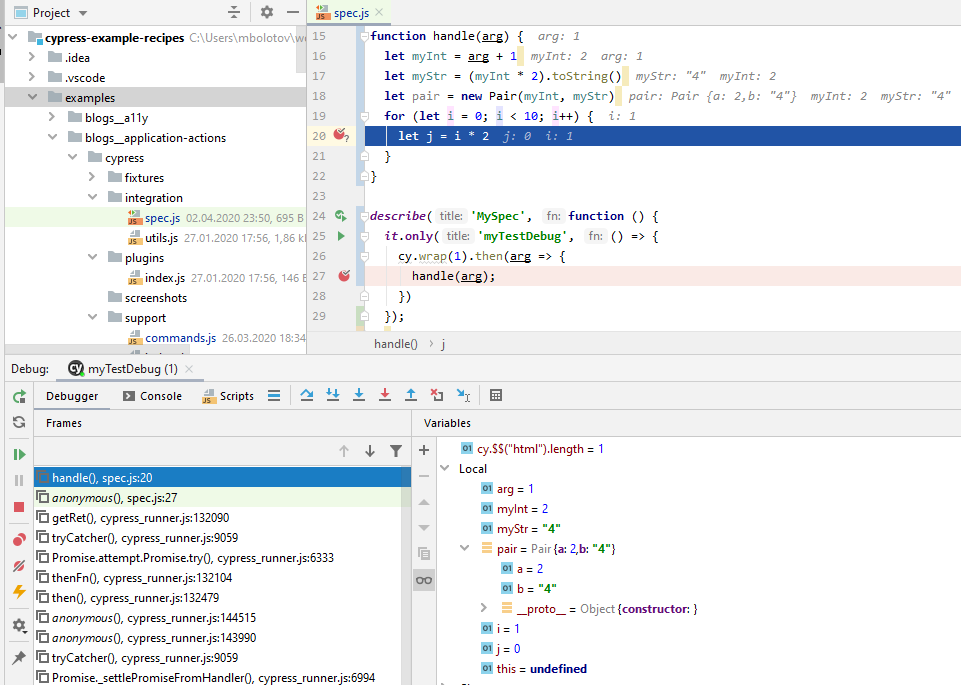 Project
spec.js
cypress-example-recipes C:\Users\mbolotov\
.idea
.vscode
examples
blogs__a11y
blogs__application-actions
cypress
fixtures
integration
spec.js 02.04.2020 23:50, 695 B
utils.js 27.01.2020 17:56, 1,86 k
plugins
index.js 27.01.2020 17:56, 146 B
screenshots
support
commands.js 26.03.2020 18:34
15 function handle(arg) { arg: 1
16 let myInt = arg + 1 myInt: 2 arg: 1
17 let myStr = (myInt * 2).toString() myStr: "4" myInt: 2
18 let pair = new Pair(myInt, myStr) pair: Pair {a: 2,b: "4"} myInt: 2 myStr: "4"
19 for (let i = 0; i < 10; i++) { i: 1
20 ? let j = i * 2 j: 0 i: 1
21 }
22 }
23
24 describe( title: 'MySpec', fn: function () {
25 it.only( title: 'myTestDebug', fn: () => {
26 cy.wrap(1).then(arg => {
27 handle(arg);
28 })
29 });
handle() › j
Debug: cy myTestDebug (1)
Debugger Console Scripts
Frames
handle(), spec.js:20
anonymous(), spec.js:27
getRet(), cypress_runner.js:132090
tryCatcher(), cypress_runner.js:9059
Promise.attempt.Promise.try(), cypress_runner.js:6333
thenFn(), cypress_runner.js:132104
then(), cypress_runner.js:132479
anonymous(), cypress_runner.js:144515
anonymous(), cypress_runner.js:143990
tryCatcher(), cypress_runner.js:9059
Promise._settlePromiseFromHandler(), cypress_runner.js:6994
Variables
01 cy.$$("html").length = 1
Local
01 arg = 1
01 myInt = 2
01 myStr = "4"
pair = Pair {a: 2,b: "4"}
01 a = 2
01 b = "4"
__proto__ = Object {constructor: }
01 i = 1
01 j = 0
01 this = undefined